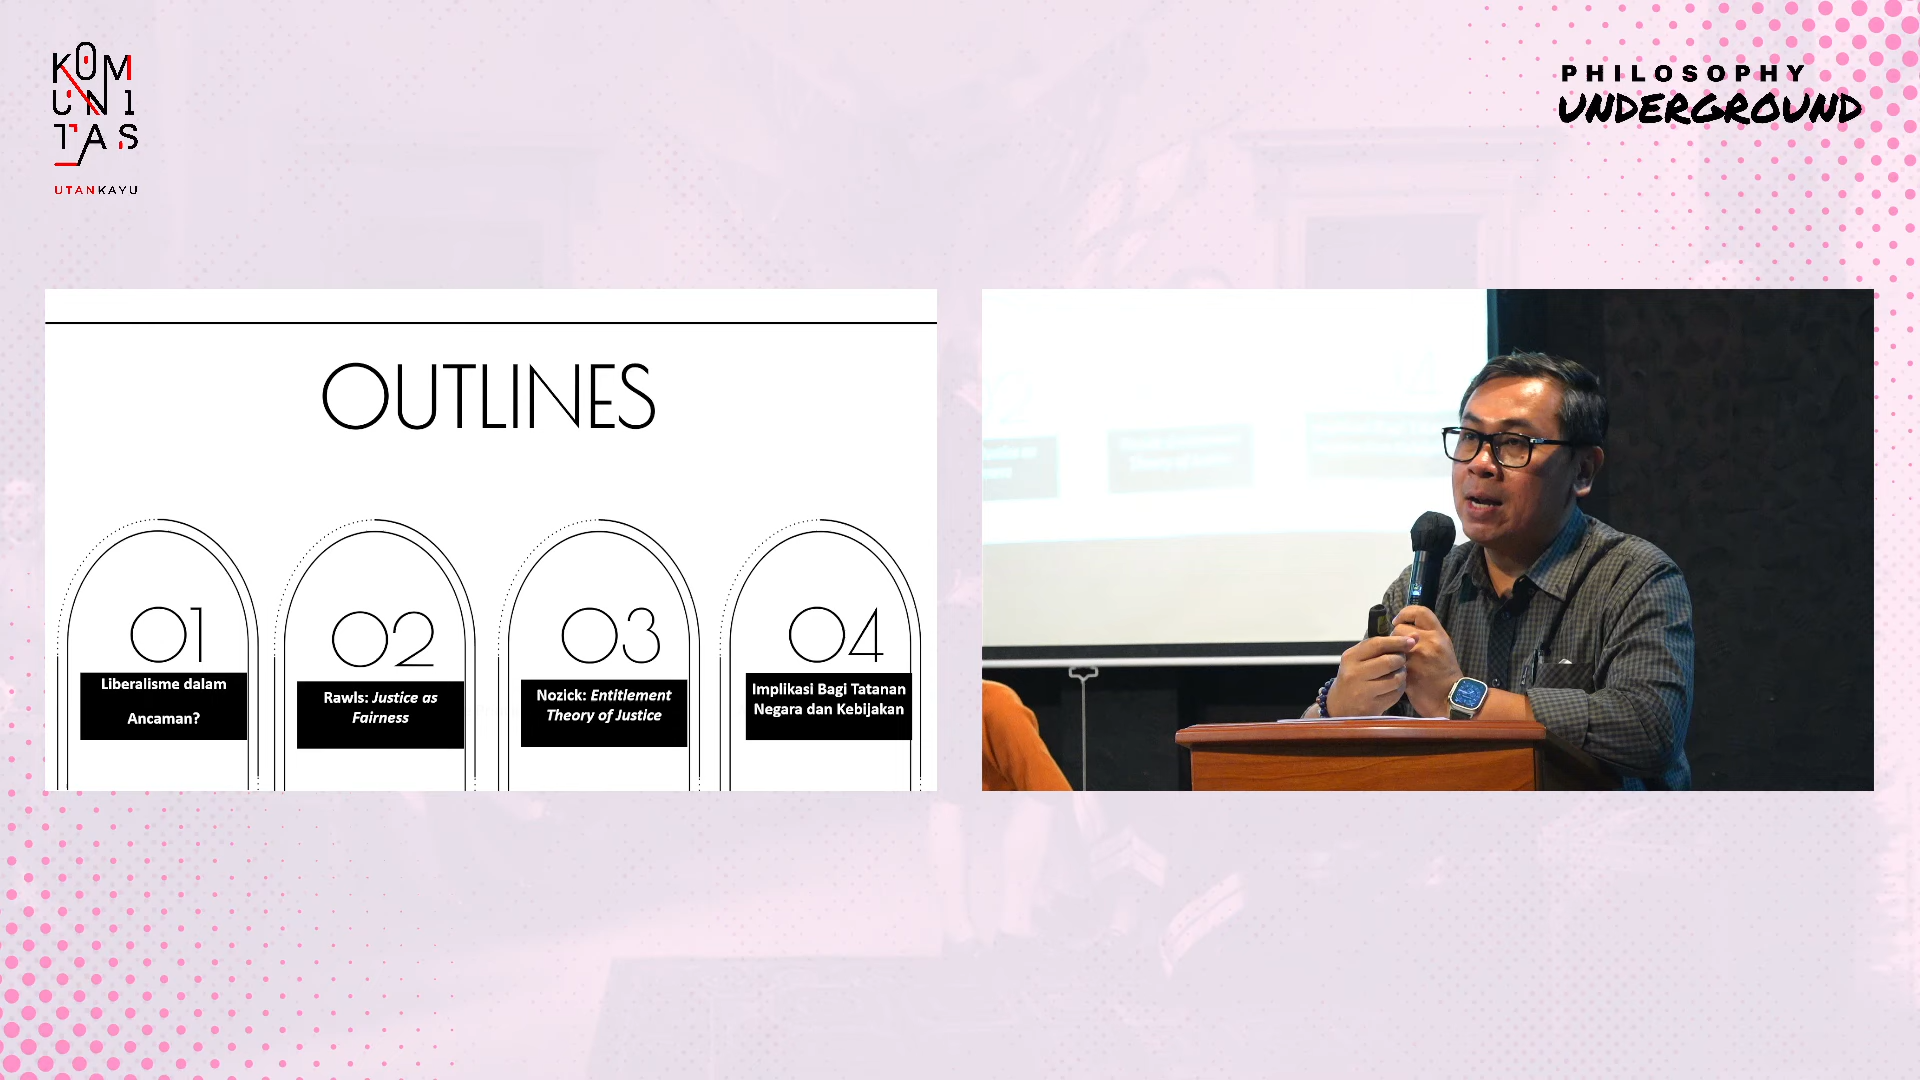 KOM
UNI
TAS
UTANKAYU
PHILOSOPHY
UNDERGROUND
OUTLINES
01
Liberalisme dalam
Ancaman?
02
Rawls: Justice as
Fairness
03
Nozick: Entitlement
Theory of Justice
04
Implikasi Bagi Tatanan
Negara dan Kebijakan